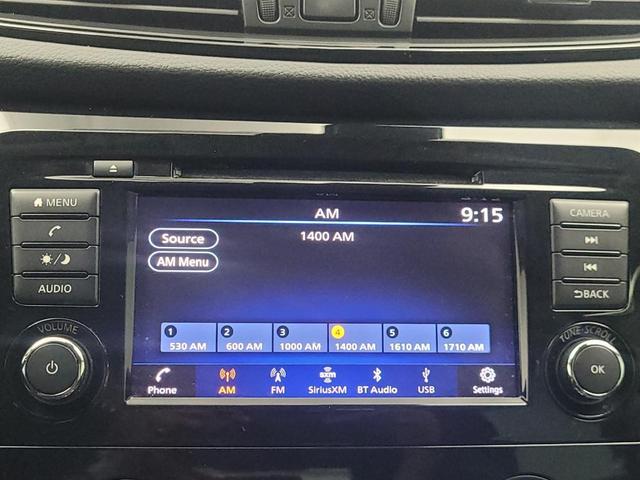 MENU
AUDIO
VOLUME
AM
9:15
Source
1400 AM
AM Menu
1 2 3 4 5 6
530 AM 600 AM 1000 AM 1400 AM 1610 AM 1710 AM
Phone AM FM SiriusXM BT Audio USB Settings
sxm
CAMERA
BACK
TUNE·SCROLL
OK